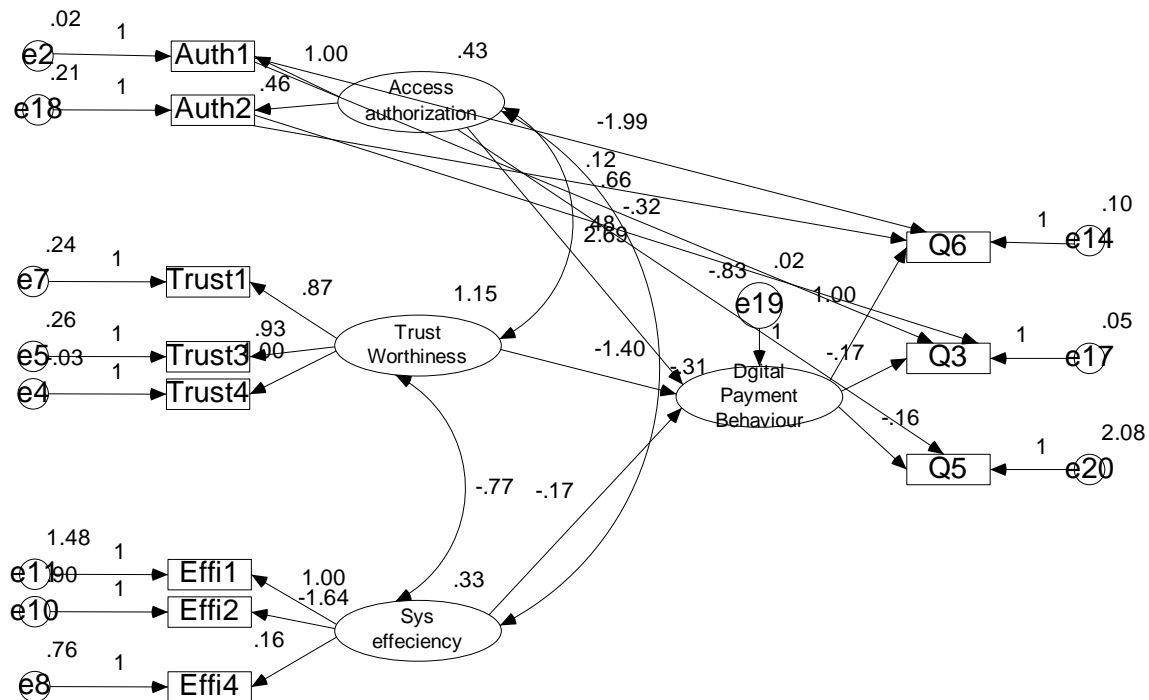 .02
e2
1
Auth1
1.00
.43
.21
e18
1
Auth2
.46
Access
authorization
-1.99
.12
.66
-.32
.48
2.69
.10
1
e14
Q6
.24
e7
1
Trust1
.87
1.15
-.83
.02
e19
1.00
1
.26
e5
1
Trust3
.93
Trust
Worthiness
-1.40
-.17
.05
1
e17
Q3
.03
e4
1
Trust4
-.31
Dgital
Payment
Behaviour
-.16
2.08
1
e20
Q5
-.77
-.17
1.48
e11
1
Effi1
1.00
.33
e10
1
Effi2
-1.64
Sys
effeciency
.16
.76
e8
1
Effi4